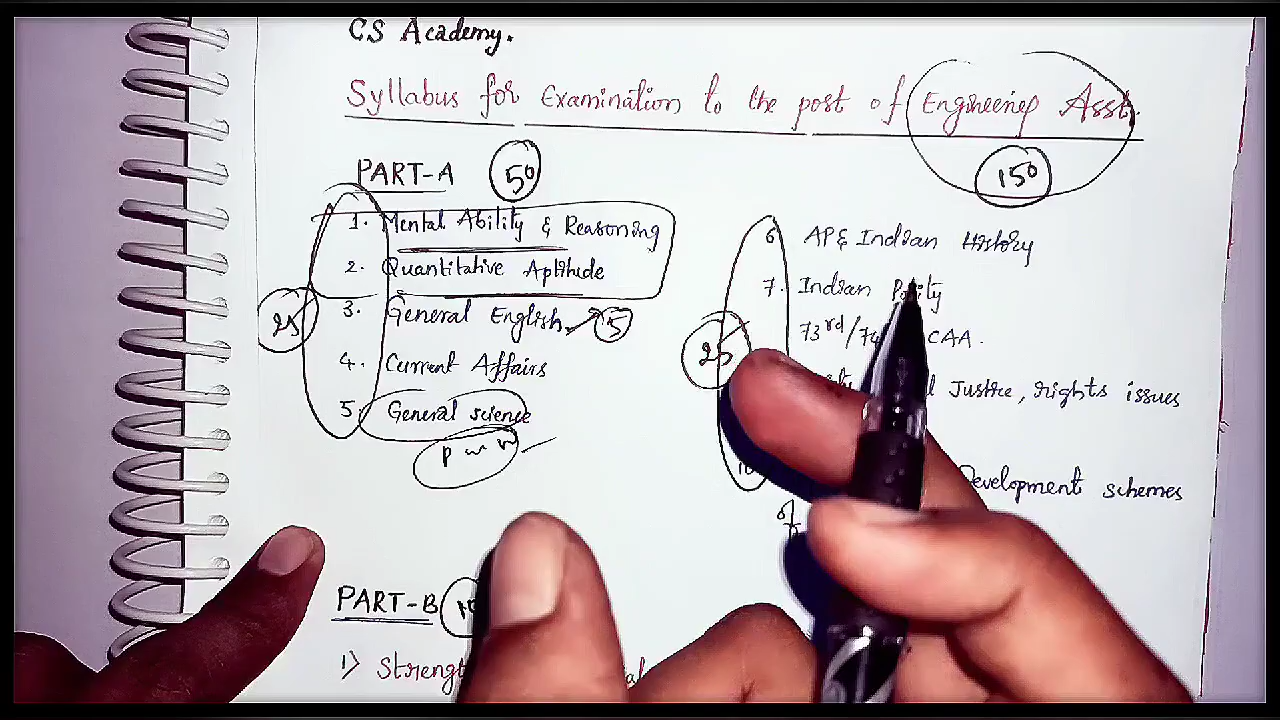 CS Academy.
Syllabus for Examination to the post of Engineering Asst.
150
PART-A 50
1. Mental Ability & Reasoning
2. Quantitative Aptitude
3. General English 5
4. Current Affairs
5. General science
25
6 AP& Indian History
7. Indian Polity
73rd/74 CAA.
Justice, rights issues
Development schemes
25
PART-B
1) Strengt